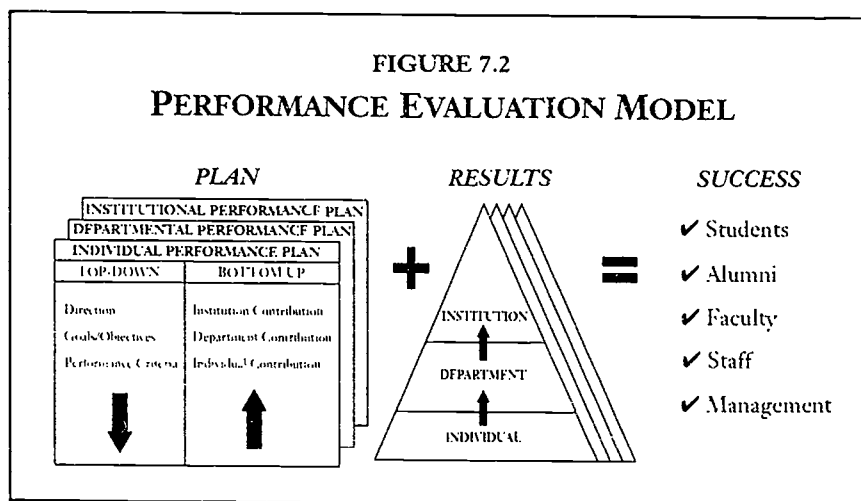 FIGURE 7.2
PERFORMANCE EVALUATION MODEL
PLAN
RESULTS
SUCCESS
INSTITUTIONAL PERFORMANCE PLAN
DEPARTMENTAL PERFORMANCE PLAN
INDIVIDUAL PERFORMANCE PLAN
TOP-DOWN
BOTTOM UP
Direction
Institution Contribution
Goals/Objectives
Department Contribution
Performance Criteria
Individual Contribution
+
INSTITUTION
DEPARTMENT
INDIVIDUAL
=
✔ Students
✔ Alumni
✔ Faculty
✔ Staff
✔ Management